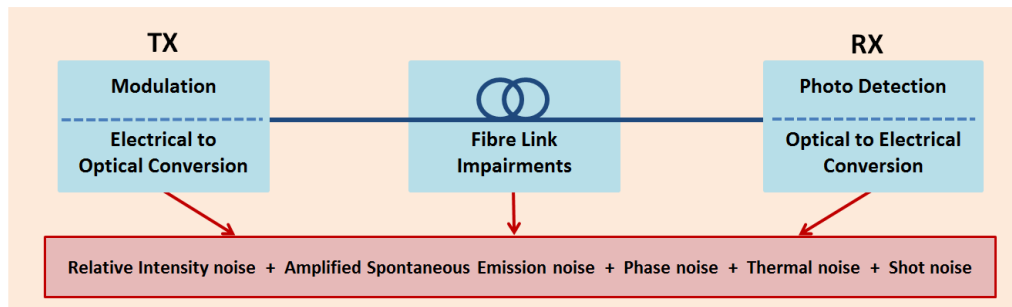 TX
RX
Modulation
Electrical to
Optical Conversion
Fibre Link
Impairments
Photo Detection
Optical to Electrical
Conversion
Relative Intensity noise + Amplified Spontaneous Emission noise + Phase noise + Thermal noise + Shot noise